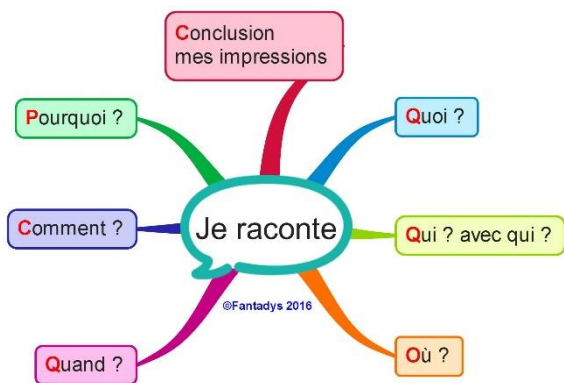 Conclusion
mes impressions
Quoi ?
Qui ? avec qui ?
Où ?
Quand ?
Comment ?
Pourquoi ?
Je raconte
©Fantadys 2016